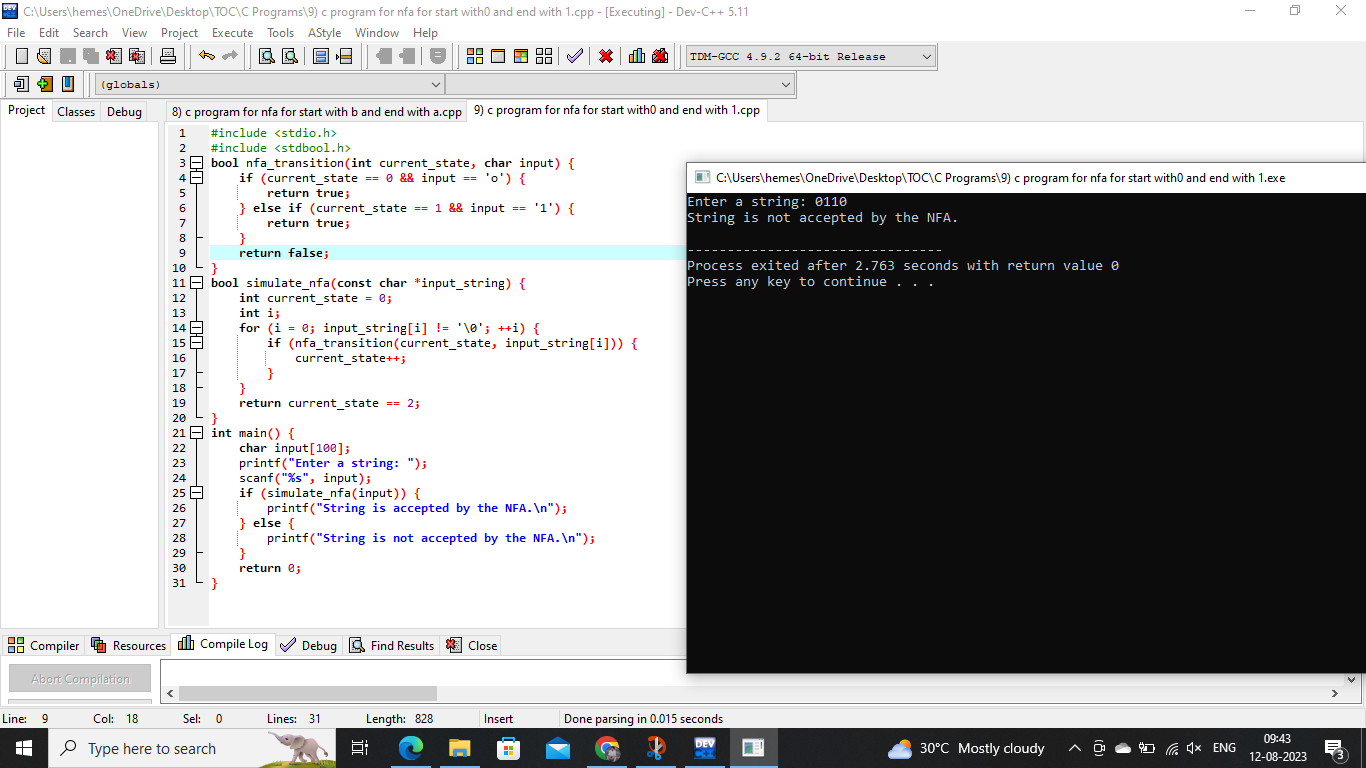 C:\Users\hemes\OneDrive\Desktop\TOC\C Programs\9) c program for nfa for start with0 and end with 1.cpp - [Executing] - Dev-C++ 5.11
File Edit Search View Project Execute Tools AStyle Window Help
TDM-GCC 4.9.2 64-bit Release
(globals)
Project Classes Debug
8) c program for nfa for start with b and end with a.cpp 9) c program for nfa for start with0 and end with 1.cpp
1 #include <stdio.h>
2 #include <stdbool.h>
3 bool nfa_transition(int current_state, char input) {
4 if (current_state == 0 && input == 'o') {
5 return true;
6 } else if (current_state == 1 && input == '1') {
7 return true;
8 }
9 return false;
10 }
11 bool simulate_nfa(const char *input_string) {
12 int current_state = 0;
13 int i;
14 for (i = 0; input_string[i] != '\0'; ++i) {
15 if (nfa_transition(current_state, input_string[i])) {
16 current_state++;
17 }
18 }
19 return current_state == 2;
20 }
21 int main() {
22 char input[100];
23 printf("Enter a string: ");
24 scanf("%s", input);
25 if (simulate_nfa(input)) {
26 printf("String is accepted by the NFA.\n");
27 } else {
28 printf("String is not accepted by the NFA.\n");
29 }
30 return 0;
31 }
C:\Users\hemes\OneDrive\Desktop\TOC\C Programs\9) c program for nfa for start with0 and end with 1.exe
Enter a string: 0110
String is not accepted by the NFA.
--------------------------------
Process exited after 2.763 seconds with return value 0
Press any key to continue . . .
Compiler Resources Compile Log Debug Find Results Close
Abort Compilation
Line: 9 Col: 18 Sel: 0 Lines: 31 Length: 828 Insert Done parsing in 0.015 seconds
Type here to search
DEV
30°C Mostly cloudy
ENG
09:43
12-08-2023
3